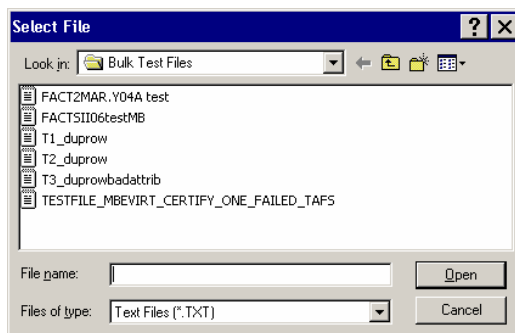 Select File
Look in: Bulk Test Files
FACT2MAR.Y04A test
FACTSII06testMB
T1_duprow
T2_duprow
T3_duprowbadattrib
TESTFILE_MBEVIRT_CERTIFY_ONE_FAILED_TAFS
File name: Open
Files of type: Text Files (*.TXT) Cancel